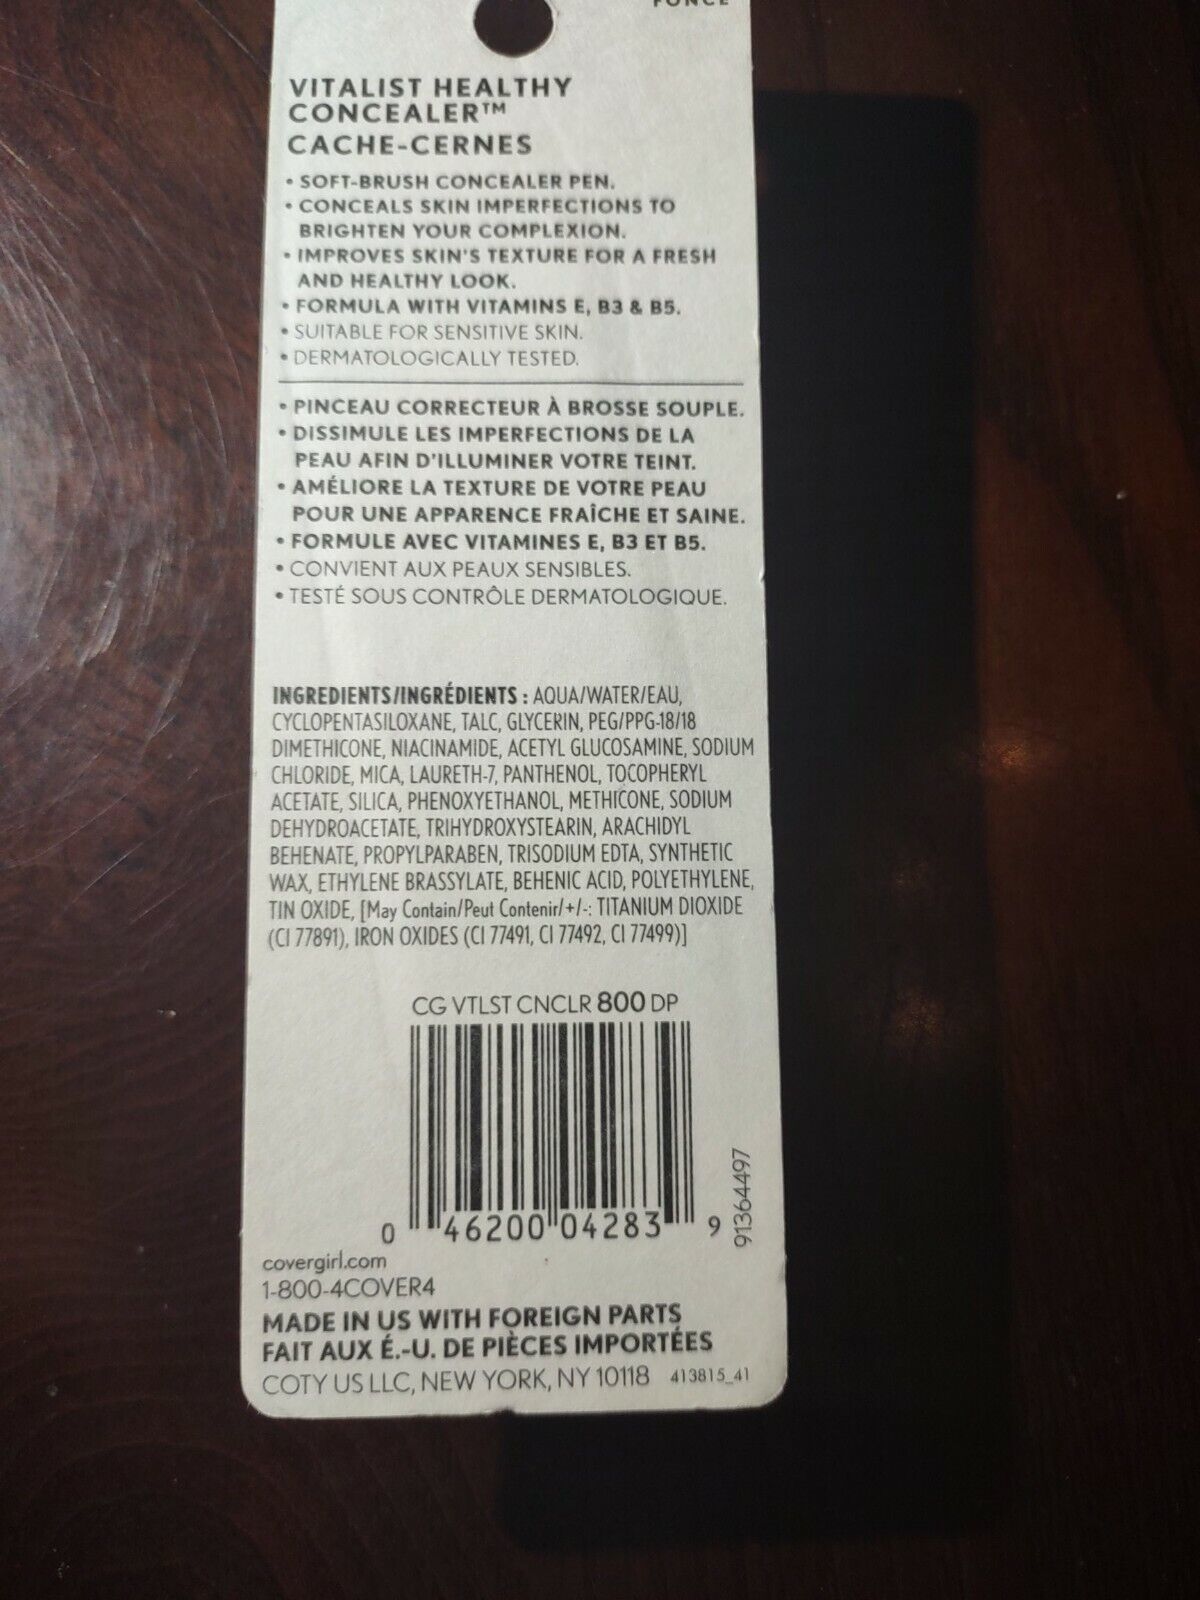 FONCÉ
VITALIST HEALTHY
CONCEALER™
CACHE-CERNES
• SOFT-BRUSH CONCEALER PEN.
• CONCEALS SKIN IMPERFECTIONS TO
BRIGHTEN YOUR COMPLEXION.
• IMPROVES SKIN'S TEXTURE FOR A FRESH
AND HEALTHY LOOK.
• FORMULA WITH VITAMINS E, B3 & B5.
• SUITABLE FOR SENSITIVE SKIN.
• DERMATOLOGICALLY TESTED.
• PINCEAU CORRECTEUR À BROSSE SOUPLE.
• DISSIMULE LES IMPERFECTIONS DE LA
PEAU AFIN D'ILLUMINER VOTRE TEINT.
• AMÉLIORE LA TEXTURE DE VOTRE PEAU
POUR UNE APPARENCE FRAÎCHE ET SAINE.
• FORMULE AVEC VITAMINES E, B3 ET B5.
• CONVIENT AUX PEAUX SENSIBLES.
• TESTÉ SOUS CONTRÔLE DERMATOLOGIQUE.
INGREDIENTS/INGRÉDIENTS : AQUA/WATER/EAU,
CYCLOPENTASILOXANE, TALC, GLYCERIN, PEG/PPG-18/18
DIMETHICONE, NIACINAMIDE, ACETYL GLUCOSAMINE, SODIUM
CHLORIDE, MICA, LAURETH-7, PANTHENOL, TOCOPHERYL
ACETATE, SILICA, PHENOXYETHANOL, METHICONE, SODIUM
DEHYDROACETATE, TRIHYDROXYSTEARIN, ARACHIDYL
BEHENATE, PROPYLPARABEN, TRISODIUM EDTA, SYNTHETIC
WAX, ETHYLENE BRASSYLATE, BEHENIC ACID, POLYETHYLENE,
TIN OXIDE, [May Contain/Peut Contenir/+/-: TITANIUM DIOXIDE
(CI 77891), IRON OXIDES (CI 77491, CI 77492, CI 77499)]
CG VTLST CNCLR 800 DP
0 46200 04283 9
91364497
covergirl.com
1-800-4COVER4
MADE IN US WITH FOREIGN PARTS
FAIT AUX É.-U. DE PIÈCES IMPORTÉES
COTY US LLC, NEW YORK, NY 10118 413815_41